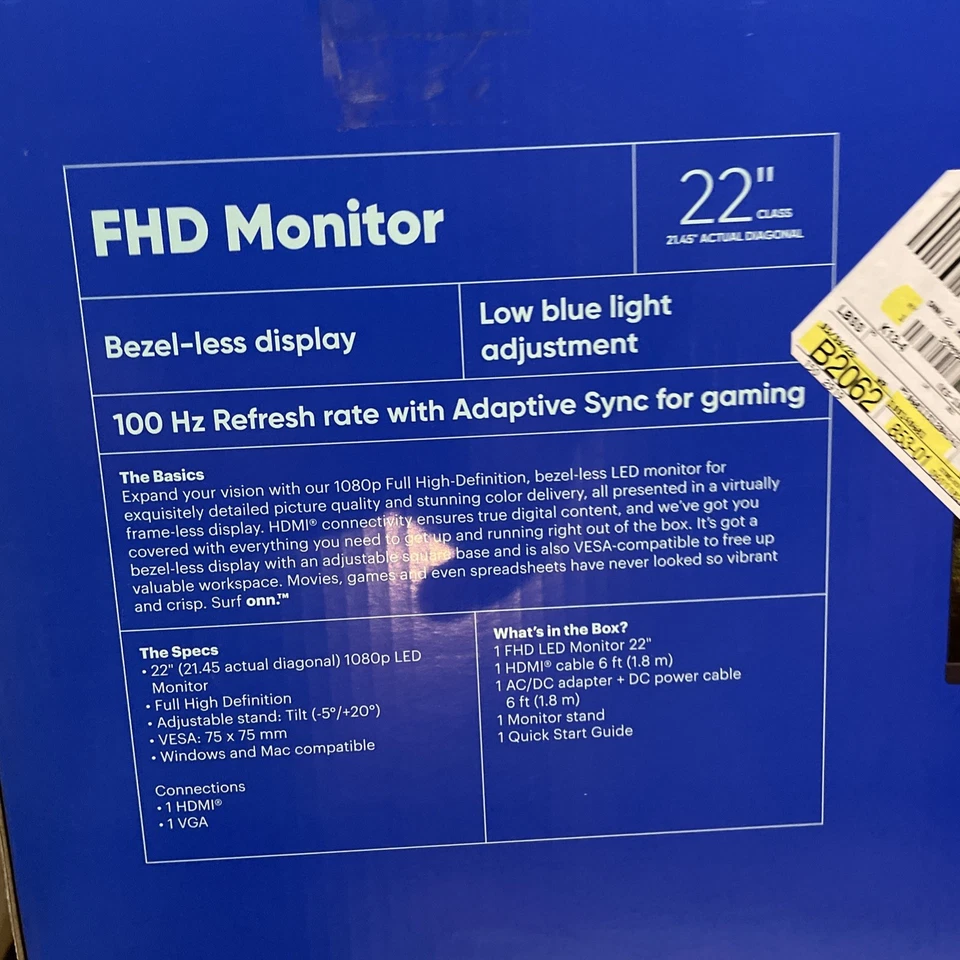 FHD Monitor
22"
CLASS
21.45" ACTUAL DIAGONAL
Bezel-less display
Low blue light
adjustment
100 Hz Refresh rate with Adaptive Sync for gaming
The Basics
Expand your vision with our 1080p Full High-Definition, bezel-less LED monitor for
exquisitely detailed picture quality and stunning color delivery, all presented in a virtually
frame-less display. HDMI® connectivity ensures true digital content, and we've got you
covered with everything you need to get up and running right out of the box. It's got a
bezel-less display with an adjustable square base and is also VESA-compatible to free up
valuable workspace. Movies, games and even spreadsheets have never looked so vibrant
and crisp. Surf onn.™
The Specs
• 22" (21.45 actual diagonal) 1080p LED
Monitor
• Full High Definition
• Adjustable stand: Tilt (-5°/+20°)
• VESA: 75 x 75 mm
• Windows and Mac compatible
Connections
• 1 HDMI®
• 1 VGA
What's in the Box?
1 FHD LED Monitor 22"
1 HDMI® cable 6 ft (1.8 m)
1 AC/DC adapter + DC power cable
6 ft (1.8 m)
1 Monitor stand
1 Quick Start Guide
B2062
853-01